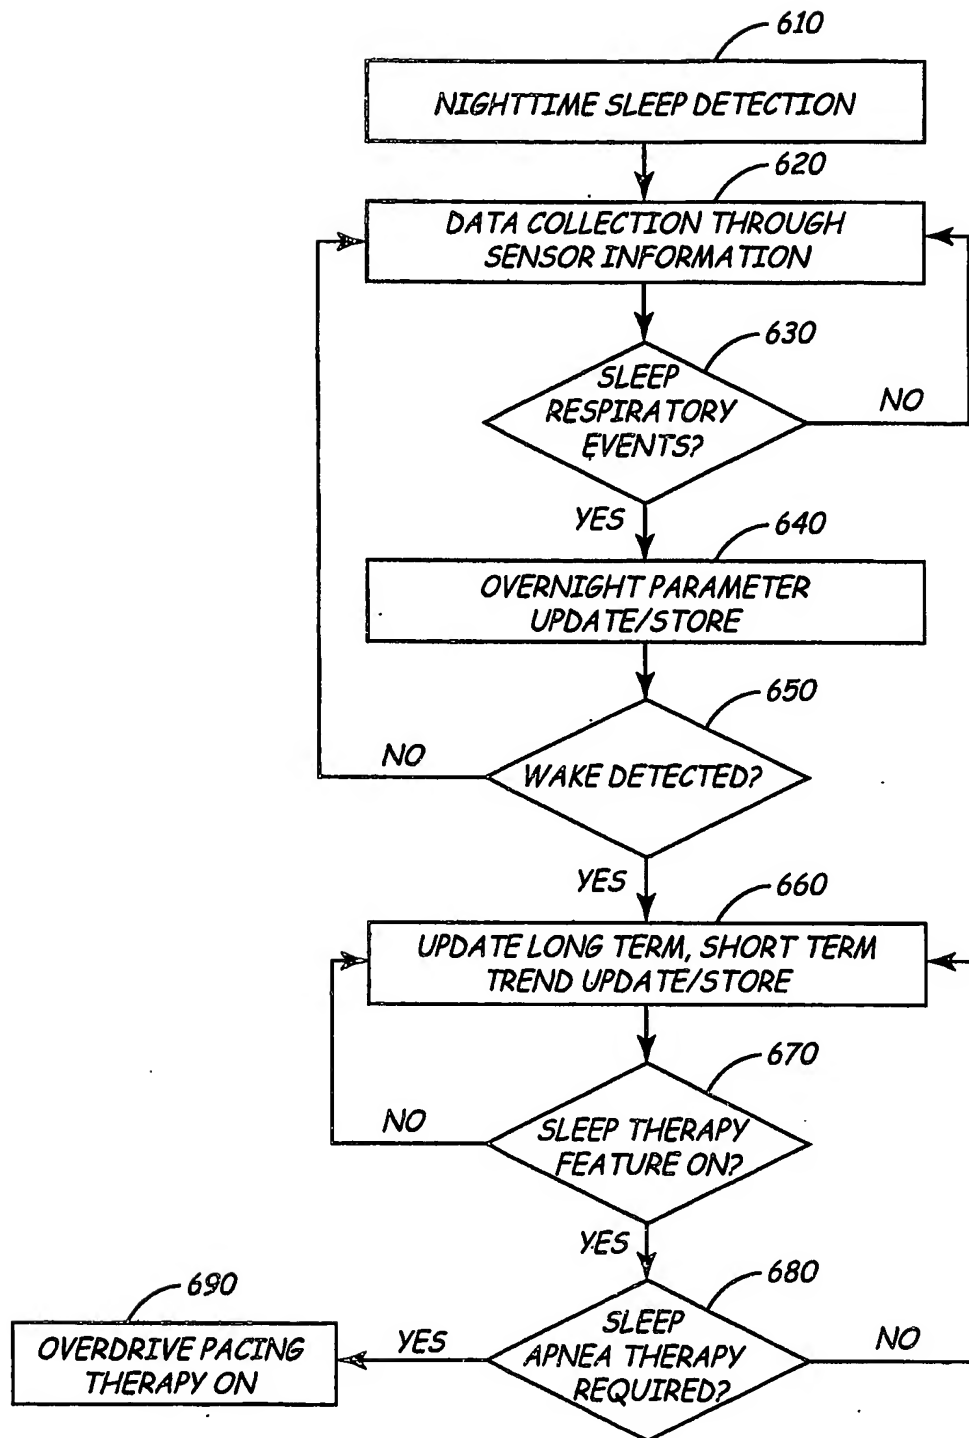 610
NIGHTTIME SLEEP DETECTION
620
DATA COLLECTION THROUGH
SENSOR INFORMATION
630
SLEEP
RESPIRATORY
EVENTS?
NO
YES
640
OVERNIGHT PARAMETER
UPDATE/STORE
650
NO
WAKE DETECTED?
YES
660
UPDATE LONG TERM, SHORT TERM
TREND UPDATE/STORE
670
NO
SLEEP THERAPY
FEATURE ON?
YES
680
690
SLEEP
APNEA THERAPY
REQUIRED?
YES
NO
OVERDRIVE PACING
THERAPY ON